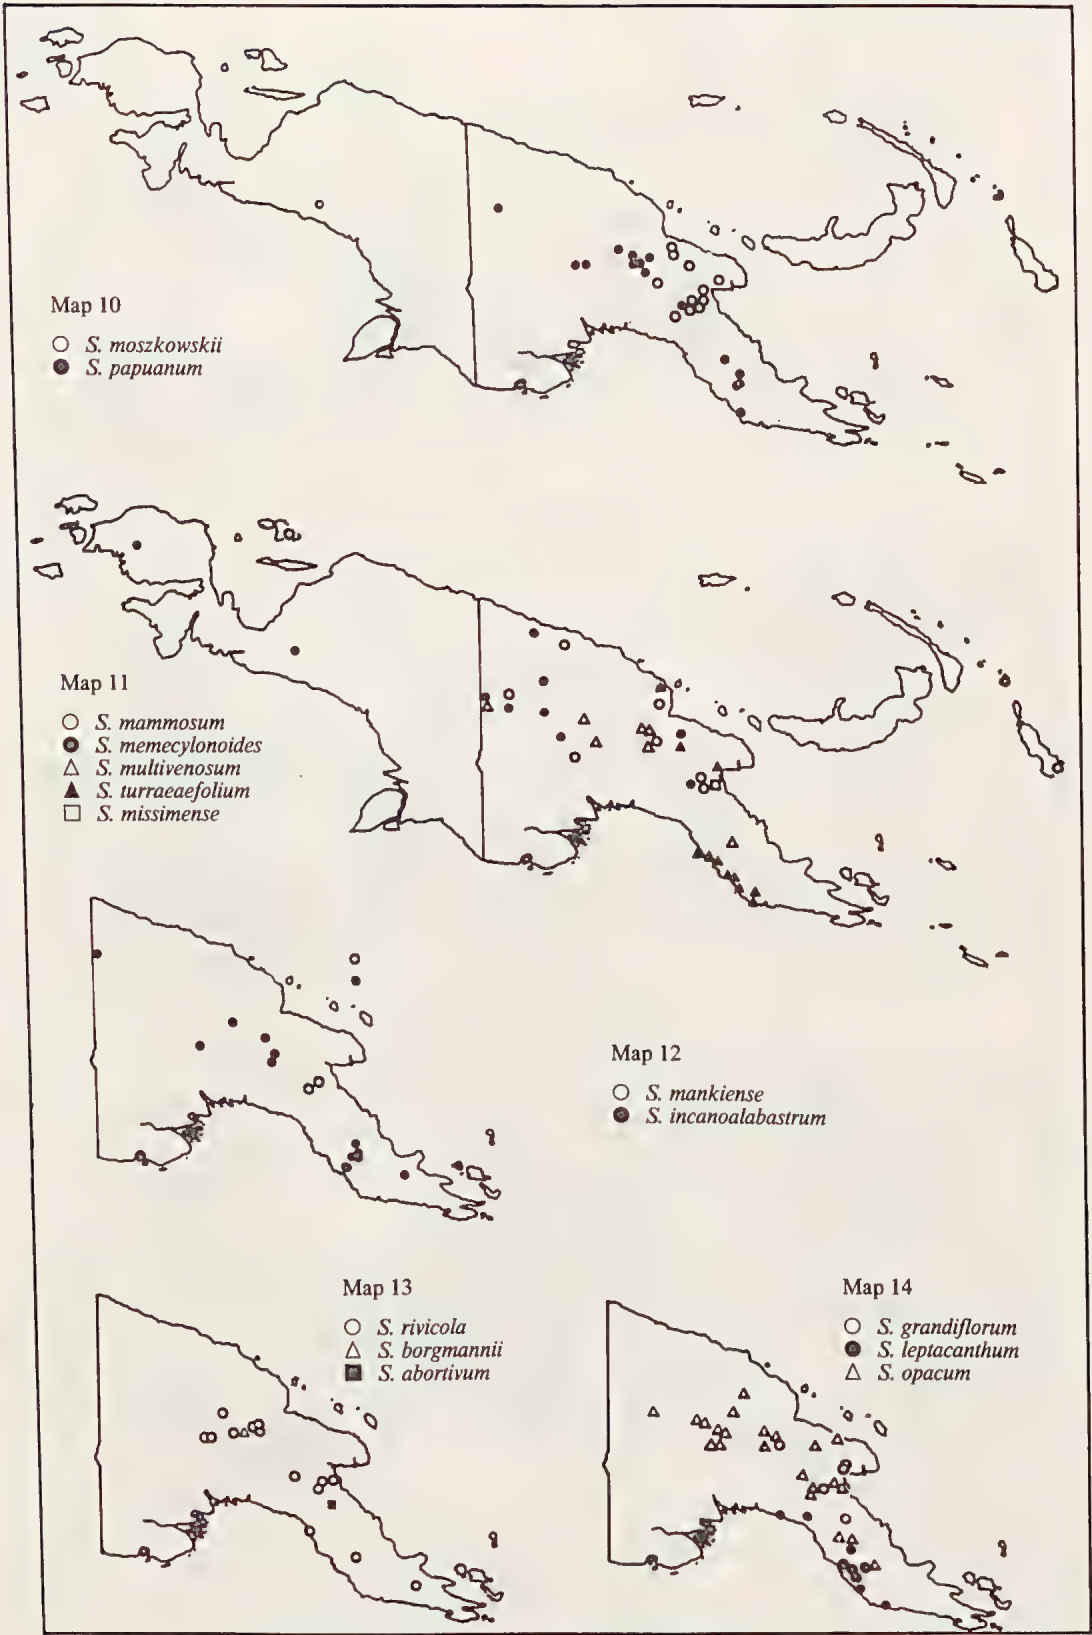 Map 10
S. moszkowskii
S. papuanum
Map 11
S. mammosum
S. memecylonoides
S. multivenosum
S. turraeaefolium
S. missimense
Map 12
S. mankiense
S. incanoalabastrum
Map 13
S. rivicola
S. borgmannii
S. abortivum
Map 14
S. grandiflorum
S. leptacanthum
S. opacum